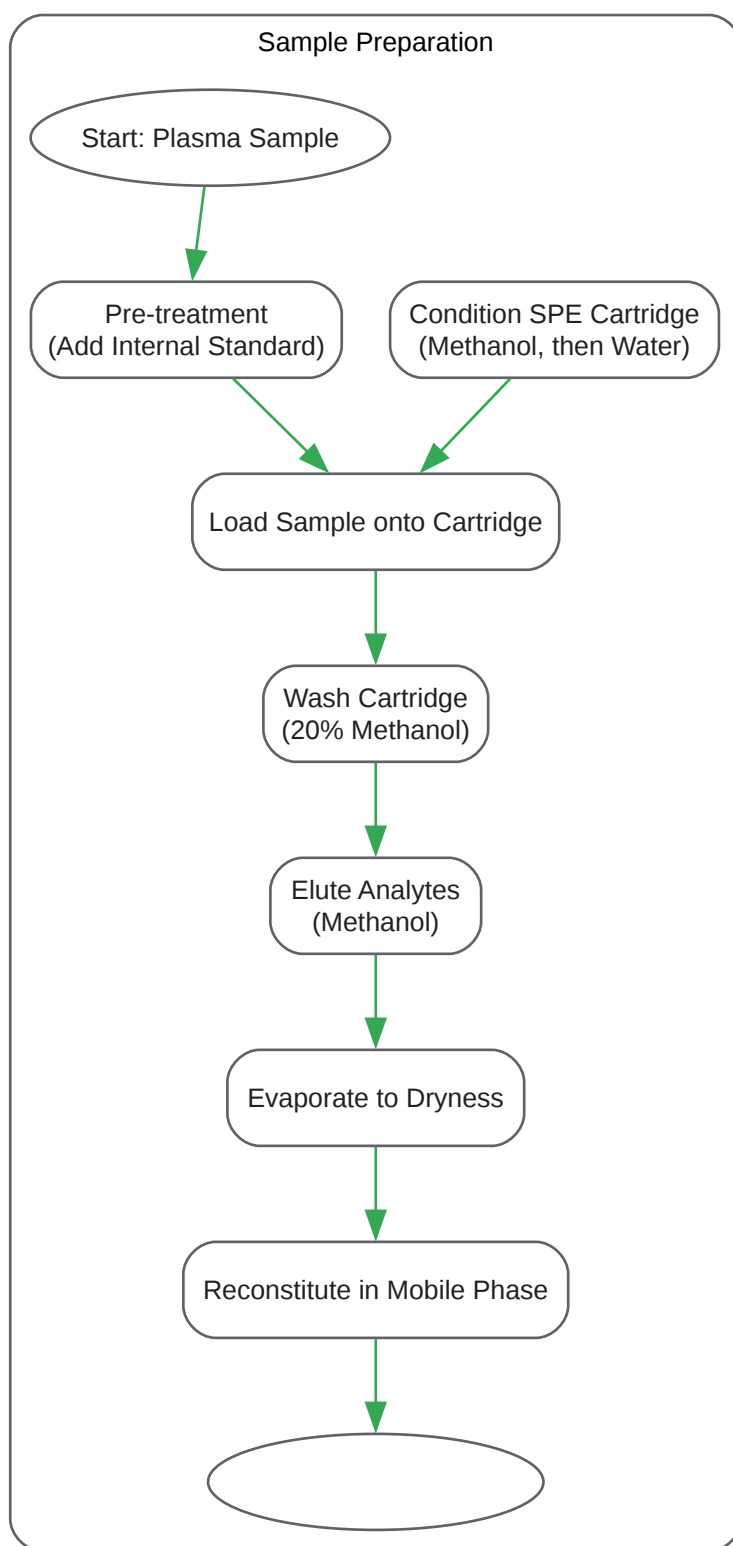 Sample Preparation
Start: Plasma Sample
Pre-treatment
(Add Internal Standard)
Condition SPE Cartridge
(Methanol, then Water)
Load Sample onto Cartridge
Wash Cartridge
(20% Methanol)
Elute Analytes
(Methanol)
Evaporate to Dryness
Reconstitute in Mobile Phase